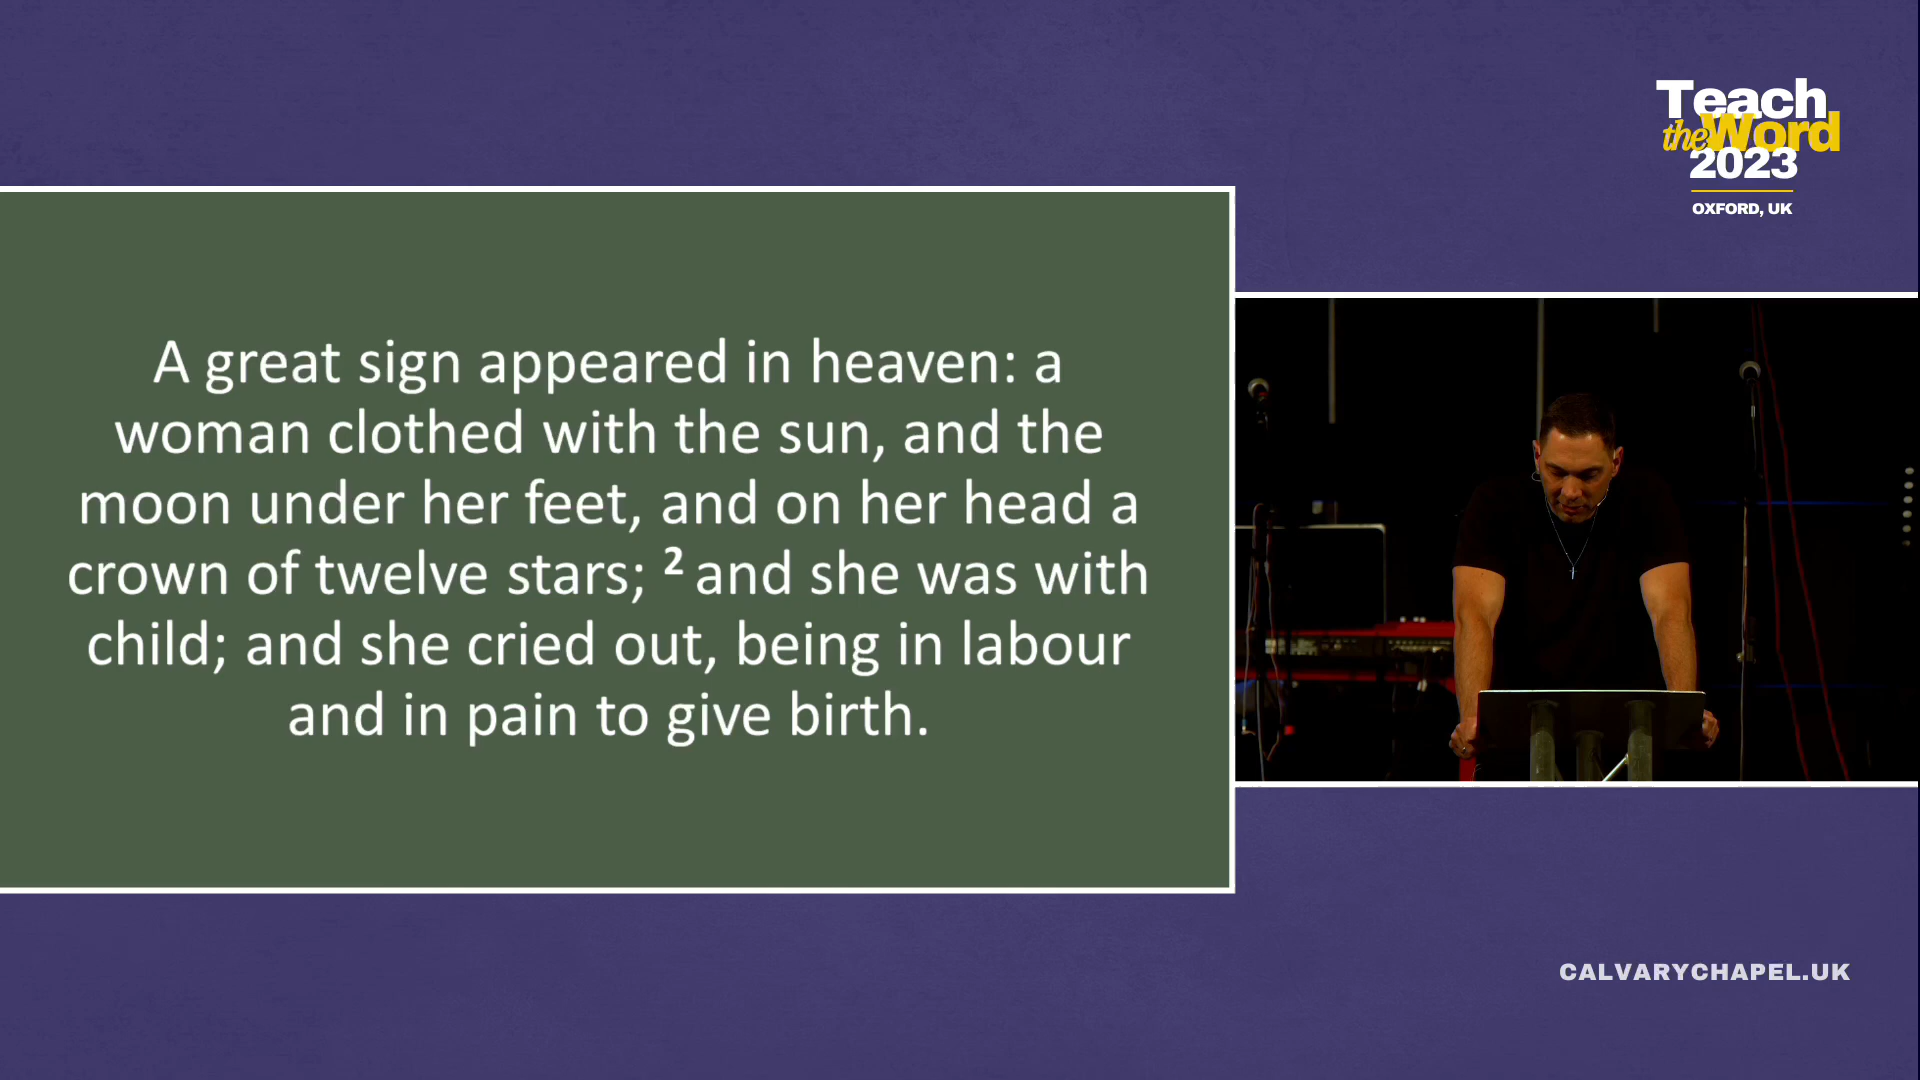 A great sign appeared in heaven: a
woman clothed with the sun, and the
moon under her feet, and on her head a
crown of twelve stars; ² and she was with
child; and she cried out, being in labour
and in pain to give birth.
Teach
the Word
2023
OXFORD, UK
CALVARYCHAPEL.UK